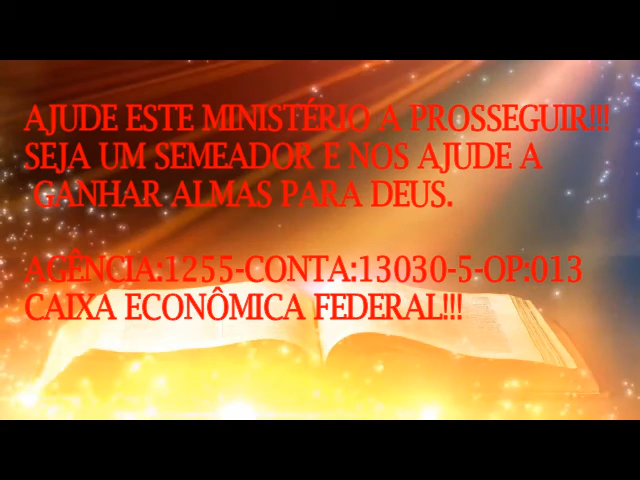 AJUDE ESTE MINISTÉRIO A PROSSEGUIR!!!
SEJA UM SEMEADOR E NOS AJUDE A
GANHAR ALMAS PARA DEUS.
AGÊNCIA:1255-CONTA:13030-5-OP:013
CAIXA ECONÔMICA FEDERAL!!!